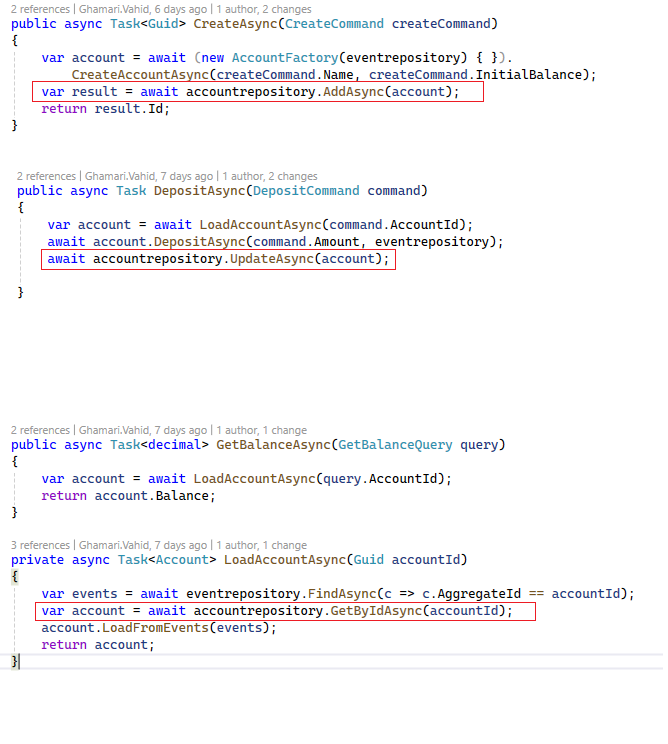 2 references | Ghamari.Vahid, 6 days ago | 1 author, 2 changes
public async Task<Guid> CreateAsync(CreateCommand createCommand)
{
var account = await (new AccountFactory(eventrepository) { }).
CreateAccountAsync(createCommand.Name, createCommand.InitialBalance);
var result = await accountrepository.AddAsync(account);
return result.Id;
}
2 references | Ghamari.Vahid, 7 days ago | 1 author, 2 changes
public async Task DepositAsync(DepositCommand command)
{
var account = await LoadAccountAsync(command.AccountId);
await account.DepositAsync(command.Amount, eventrepository);
await accountrepository.UpdateAsync(account);
}
2 references | Ghamari.Vahid, 7 days ago | 1 author, 1 change
public async Task<decimal> GetBalanceAsync(GetBalanceQuery query)
{
var account = await LoadAccountAsync(query.AccountId);
return account.Balance;
}
3 references | Ghamari.Vahid, 7 days ago | 1 author, 1 change
private async Task<Account> LoadAccountAsync(Guid accountId)
{
var events = await eventrepository.FindAsync(c => c.AggregateId == accountId);
var account = await accountrepository.GetByIdAsync(accountId);
account.LoadFromEvents(events);
return account;
}